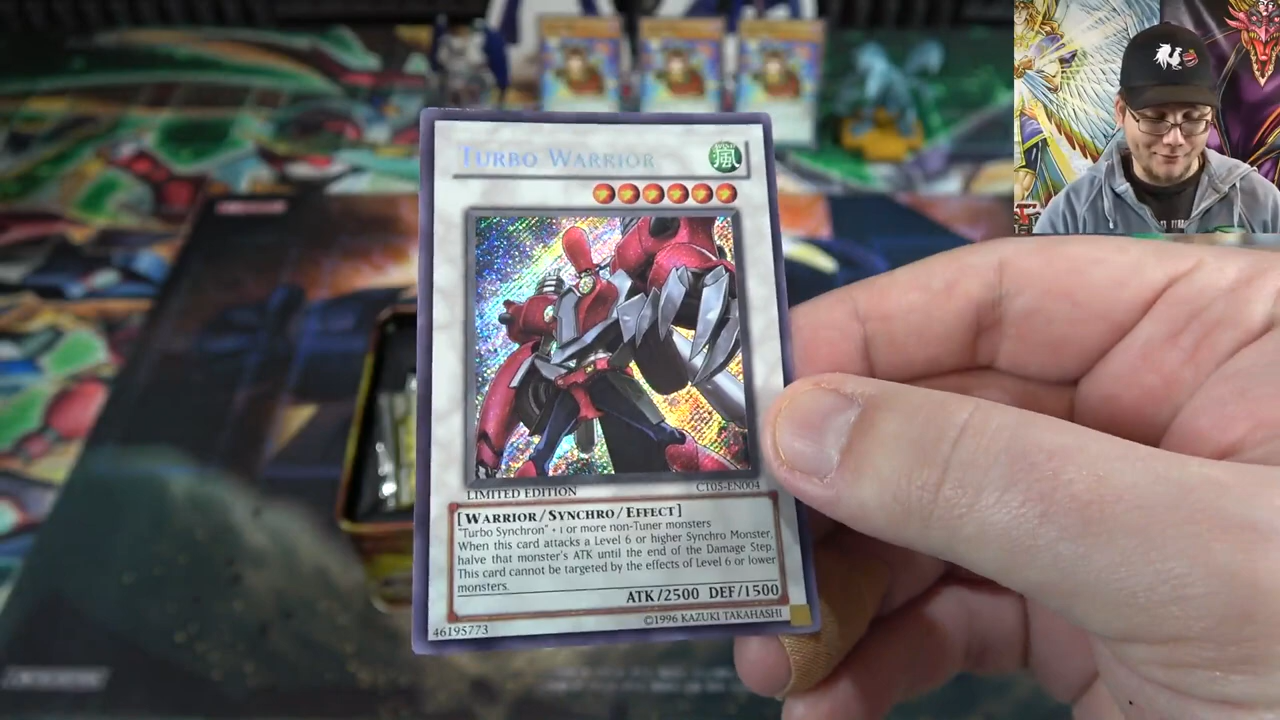 TURBO WARRIOR
WIND
風
LIMITED EDITION
CT05-EN004
[WARRIOR/SYNCHRO/EFFECT]
"Turbo Synchron" + 1 or more non-Tuner monsters
When this card attacks a Level 6 or higher Synchro Monster,
halve that monster's ATK until the end of the Damage Step.
This card cannot be targeted by the effects of Level 6 or lower
monsters.
ATK/2500 DEF/1500
46195773
©1996 KAZUKI TAKAHASHI